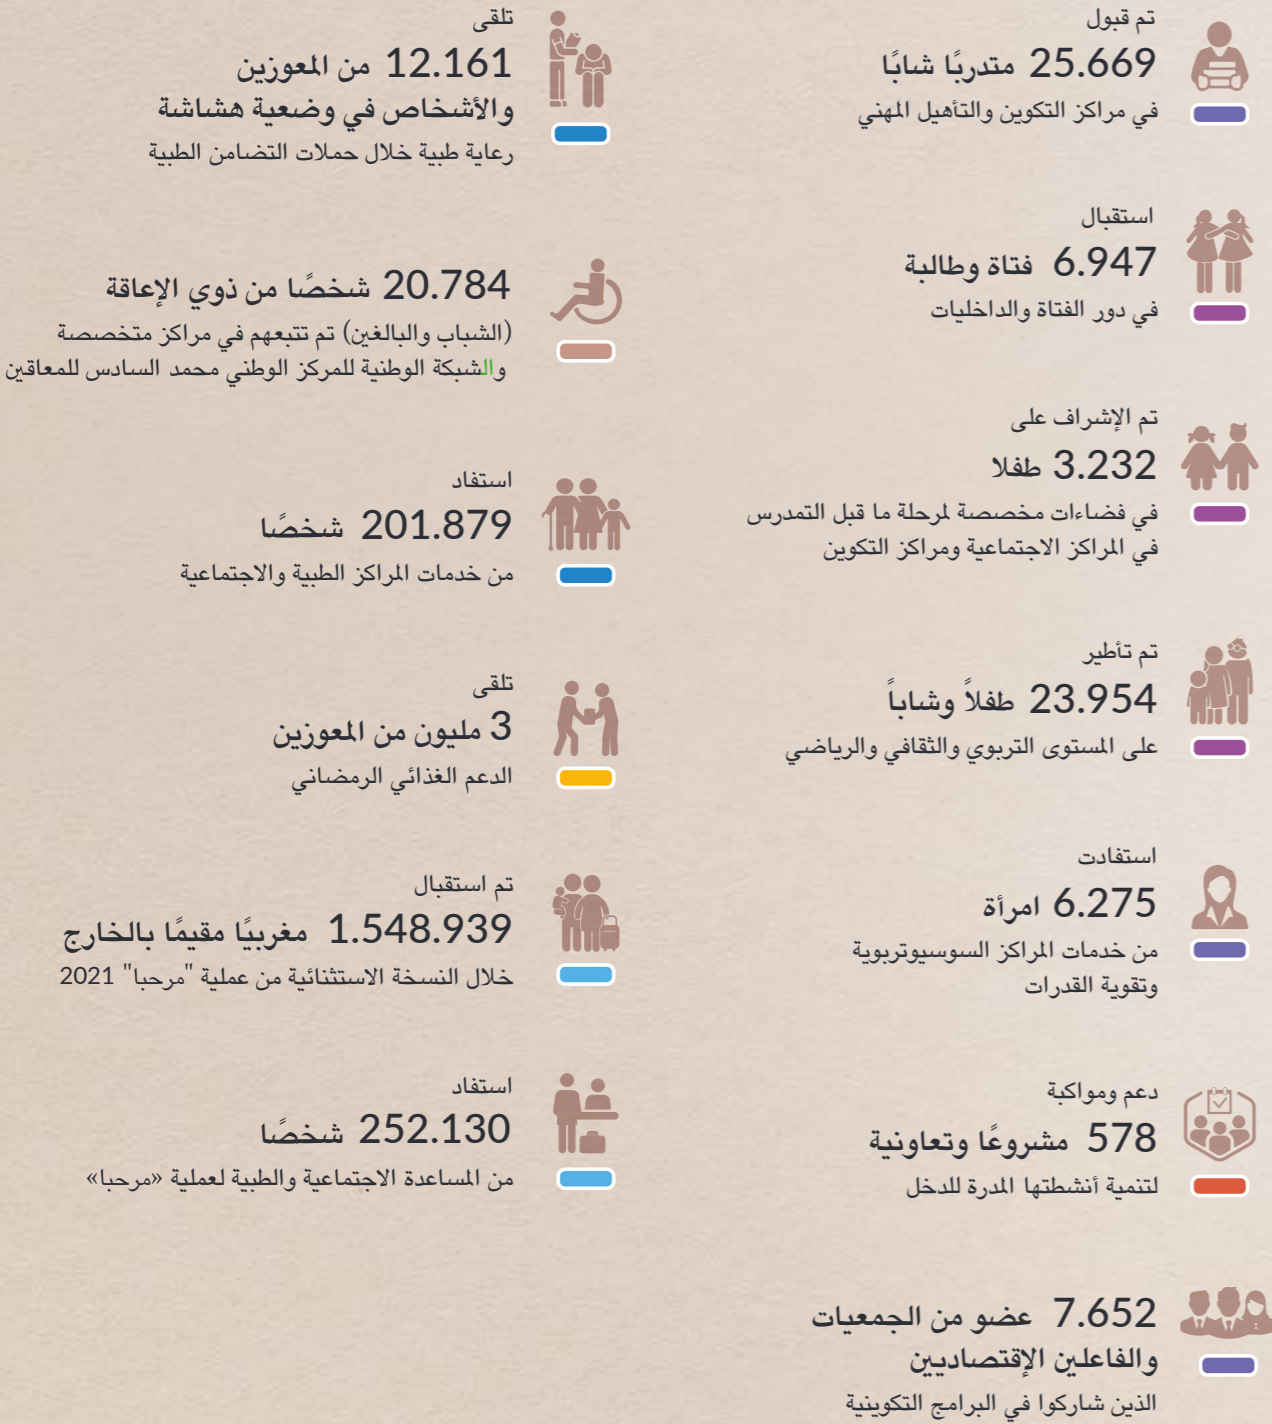 تم قبول
25.669 متدربًا شابًا
في مراكز التكوين والتأهيل المهني
استقبال
6.947 فتاة وطالبة
في دور الفتاة والداخليات
تم الإشراف على
3.232 طفلا
في فضاءات مخصصة لمرحلة ما قبل التمدرس
في المراكز الاجتماعية ومراكز التكوين
تم تأطير
23.954 طفلاً وشاباً
على المستوى التربوي والثقافي والرياضي
استفادت
6.275 امرأة
من خدمات المراكز السوسيوتربوية
وتقوية القدرات
دعم ومواكبة
578 مشروعًا وتعاونية
لتنمية أنشطتها المدرة للدخل
7.652 عضو من الجمعيات
والفاعلين الإقتصاديين
الذين شاركوا في البرامج التكوينية
تلقى
12.161 من المعوزين
والأشخاص في وضعية هشاشة
رعاية طبية خلال حملات التضامن الطبية
20.784 شخصًا من ذوي الإعاقة
(الشباب والبالغين) تم تتبعهم في مراكز متخصصة
والشبكة الوطنية للمركز الوطني محمد السادس للمعاقين
استفاد
201.879 شخصًا
من خدمات المراكز الطبية والاجتماعية
تلقى
3 مليون من المعوزين
الدعم الغذائي الرمضاني
تم استقبال
1.548.939 مغربيًا مقيمًا بالخارج
خلال النسخة الاستثنائية من عملية "مرحبا" 2021
استفاد
252.130 شخصًا
من المساعدة الاجتماعية والطبية لعملية «مرحبا»